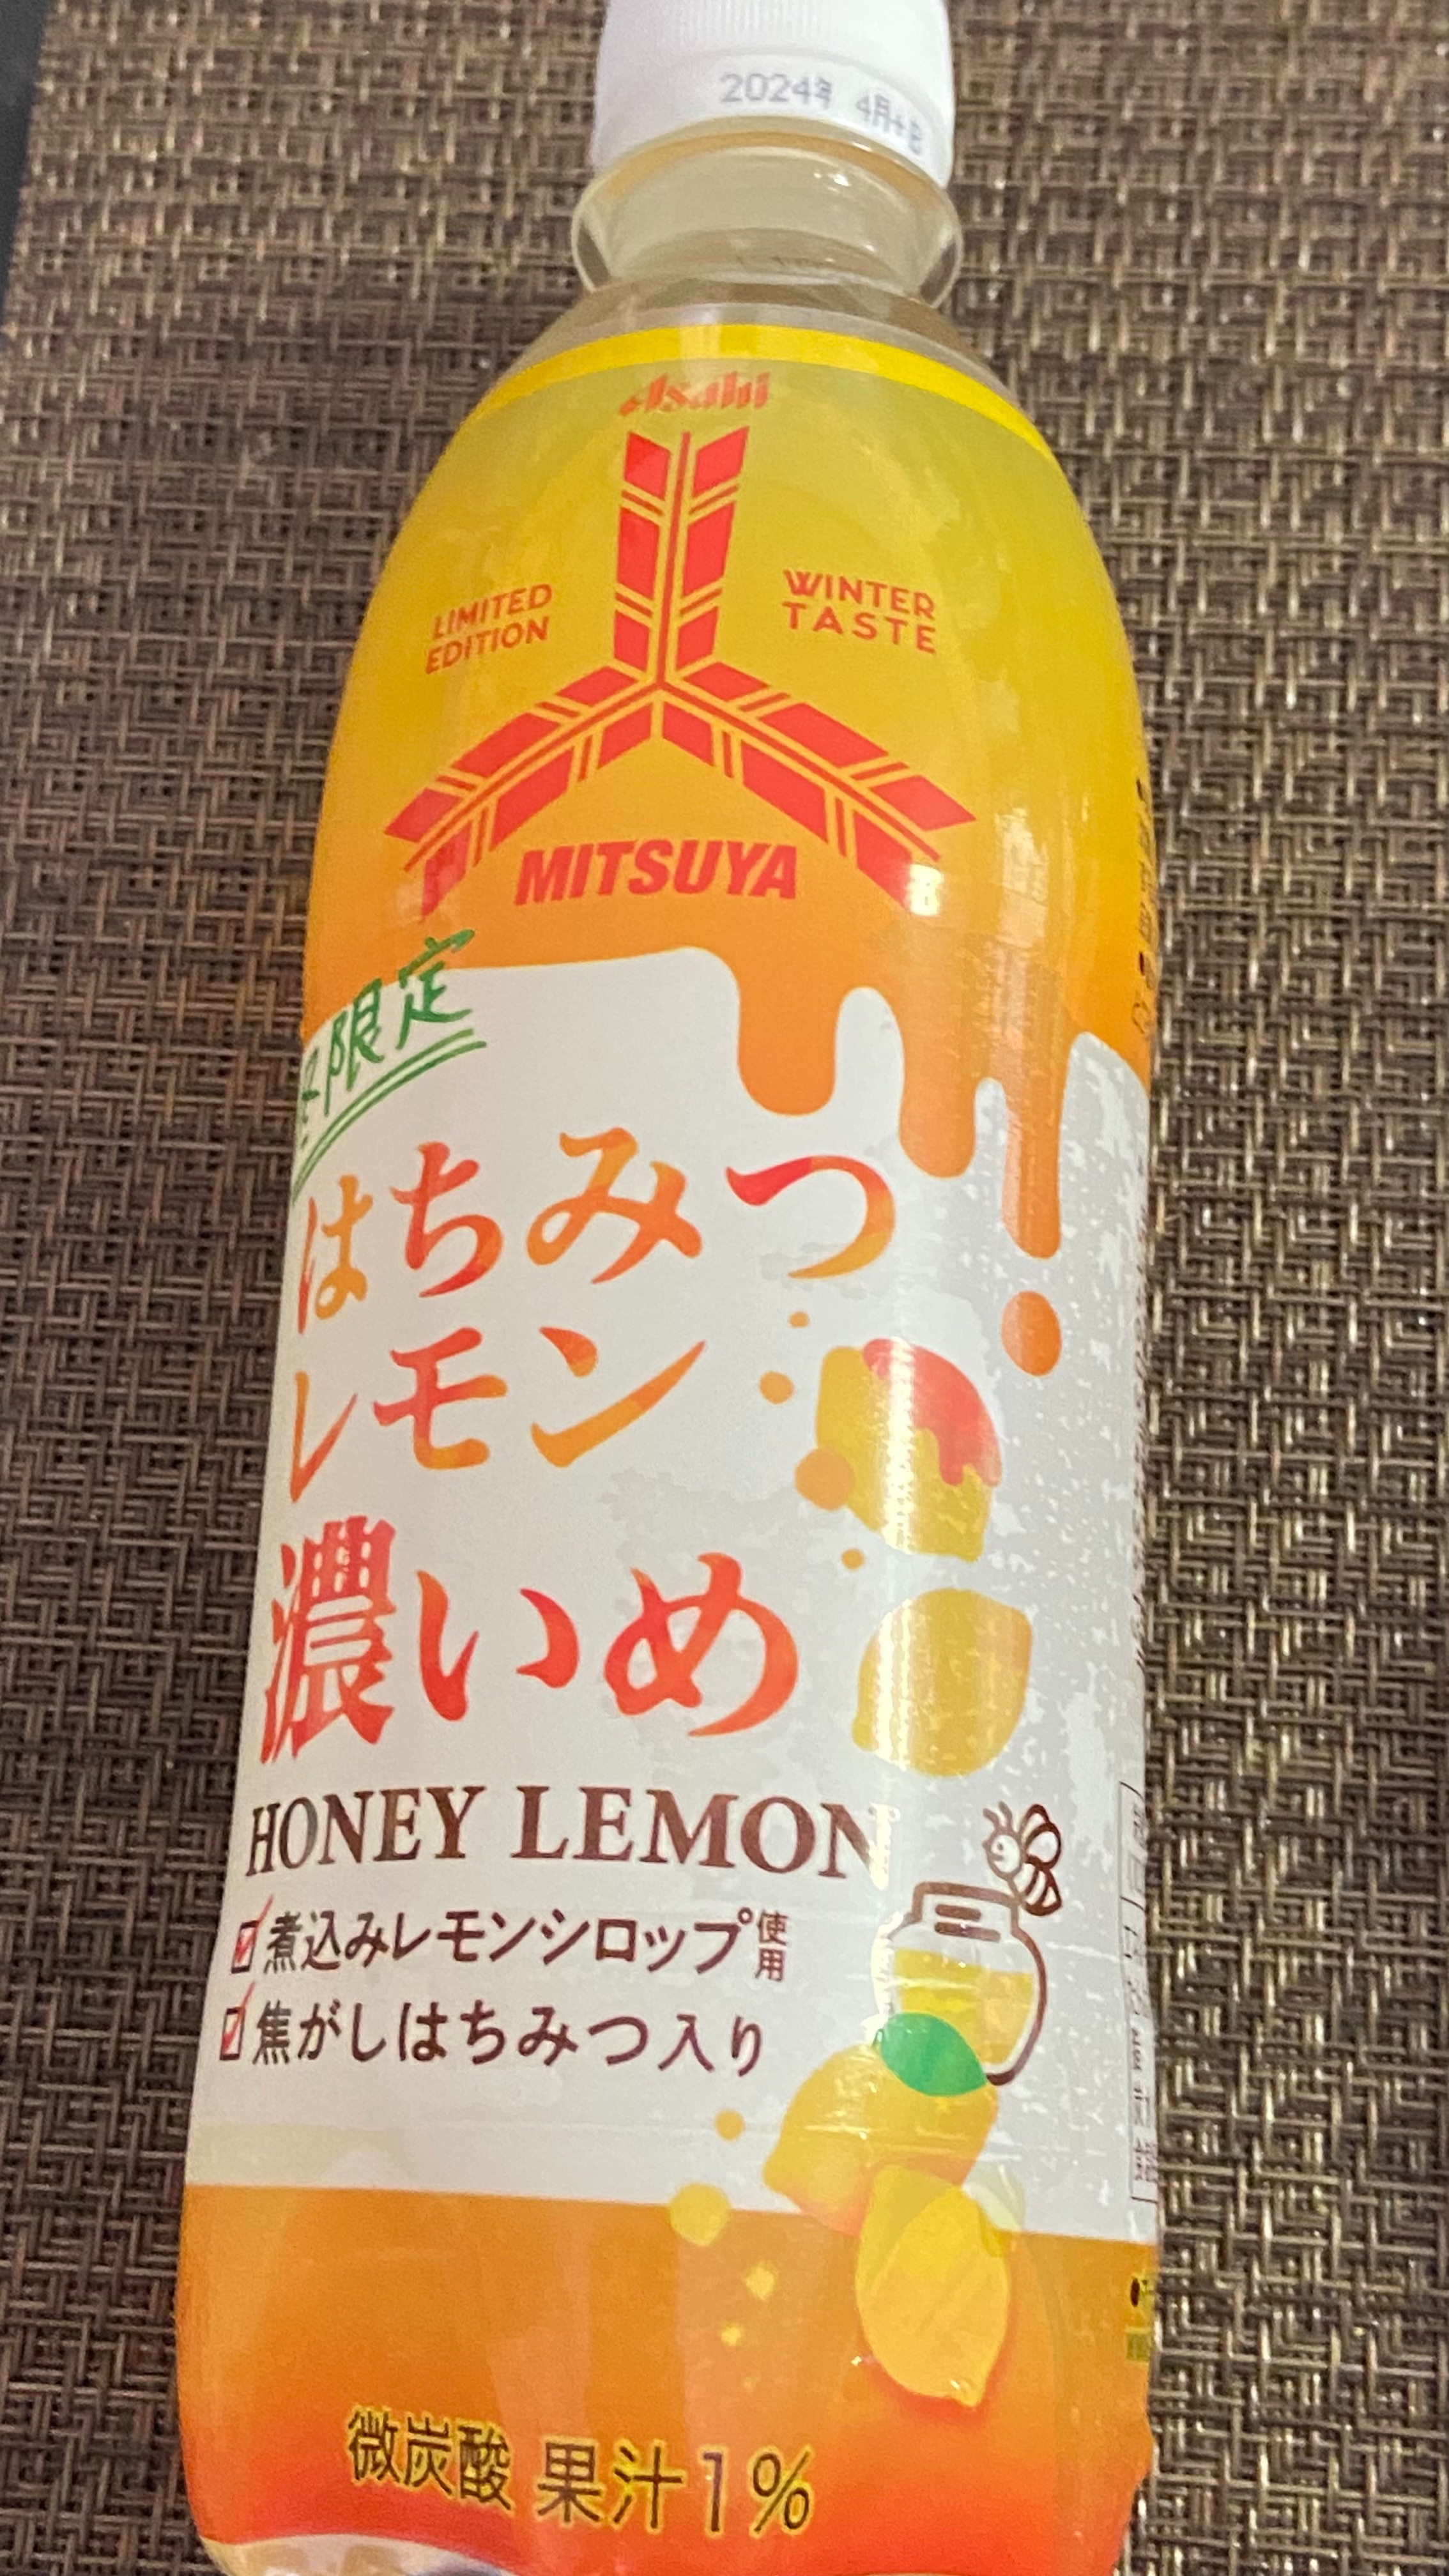 2024年 4月
Asahi
LIMITED
EDITION
WINTER
TASTE
MITSUYA
限定
はちみつ
レモン
濃いめ
HONEY LEMON
煮込みレモンシロップ使用
焦がしはちみつ入り
微炭酸 果汁1%